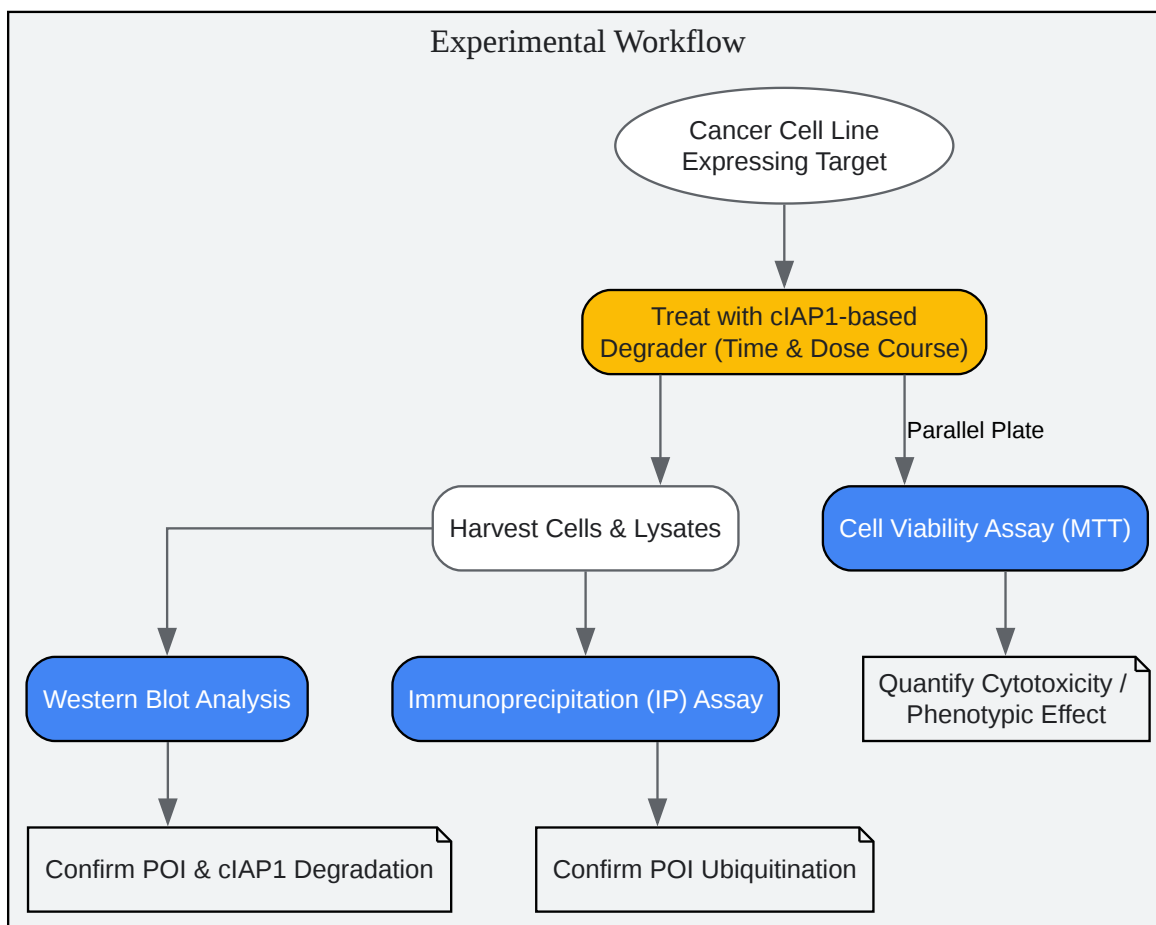 Experimental Workflow
Cancer Cell Line
Expressing Target
Treat with cIAP1-based
Degrader (Time & Dose Course)
Parallel Plate
Harvest Cells & Lysates
Cell Viability Assay (MTT)
Western Blot Analysis
Immunoprecipitation (IP) Assay
Quantify Cytotoxicity /
Phenotypic Effect
Confirm POI & cIAP1 Degradation
Confirm POI Ubiquitination